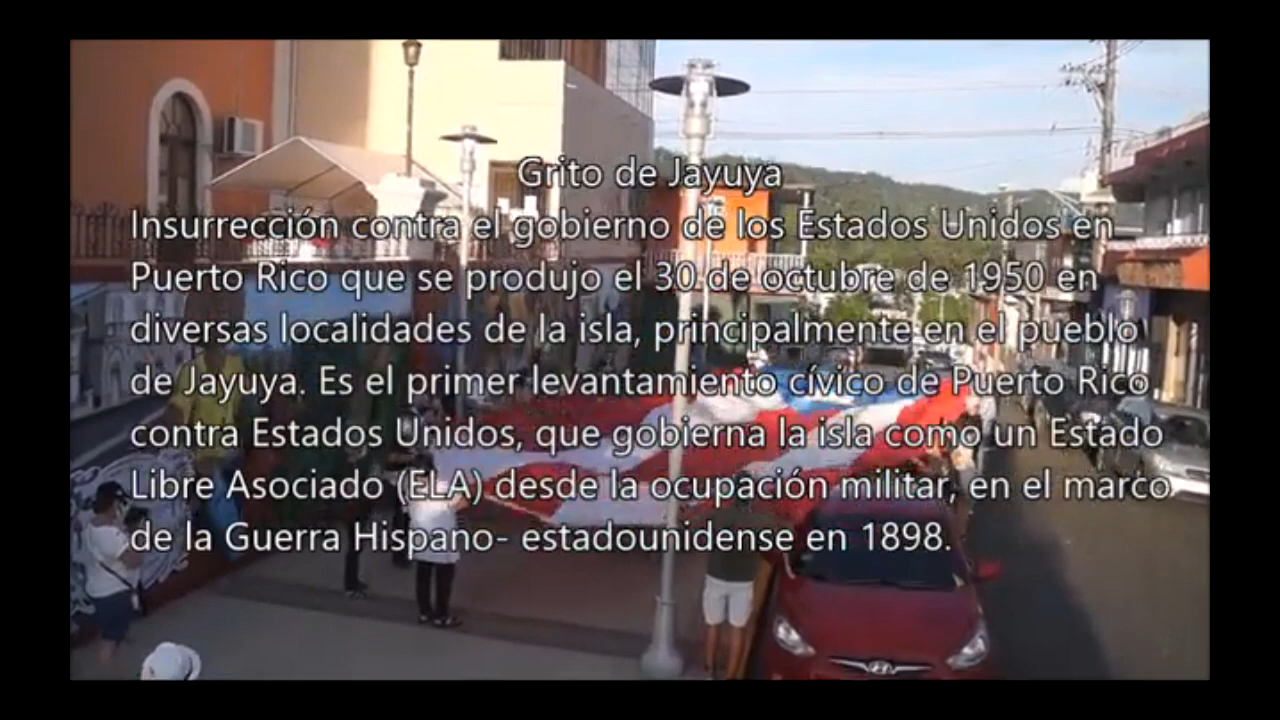 Grito de Jayuya
Insurrección contra el gobierno de los Estados Unidos en
Puerto Rico que se produjo el 30 de octubre de 1950 en
diversas localidades de la isla, principalmente en el pueblo
de Jayuya. Es el primer levantamiento cívico de Puerto Rico
contra Estados Unidos, que gobierna la isla como un Estado
Libre Asociado (ELA) desde la ocupación militar, en el marco
de la Guerra Hispano- estadounidense en 1898.